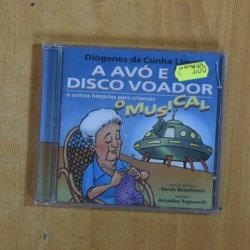 Diógenes da Cunha Lima
A AVÓ E O
DISCO VOADOR
e outras histórias para crianças
O MUSICAL
Sarah Benchimol
Amadeu Signorelli